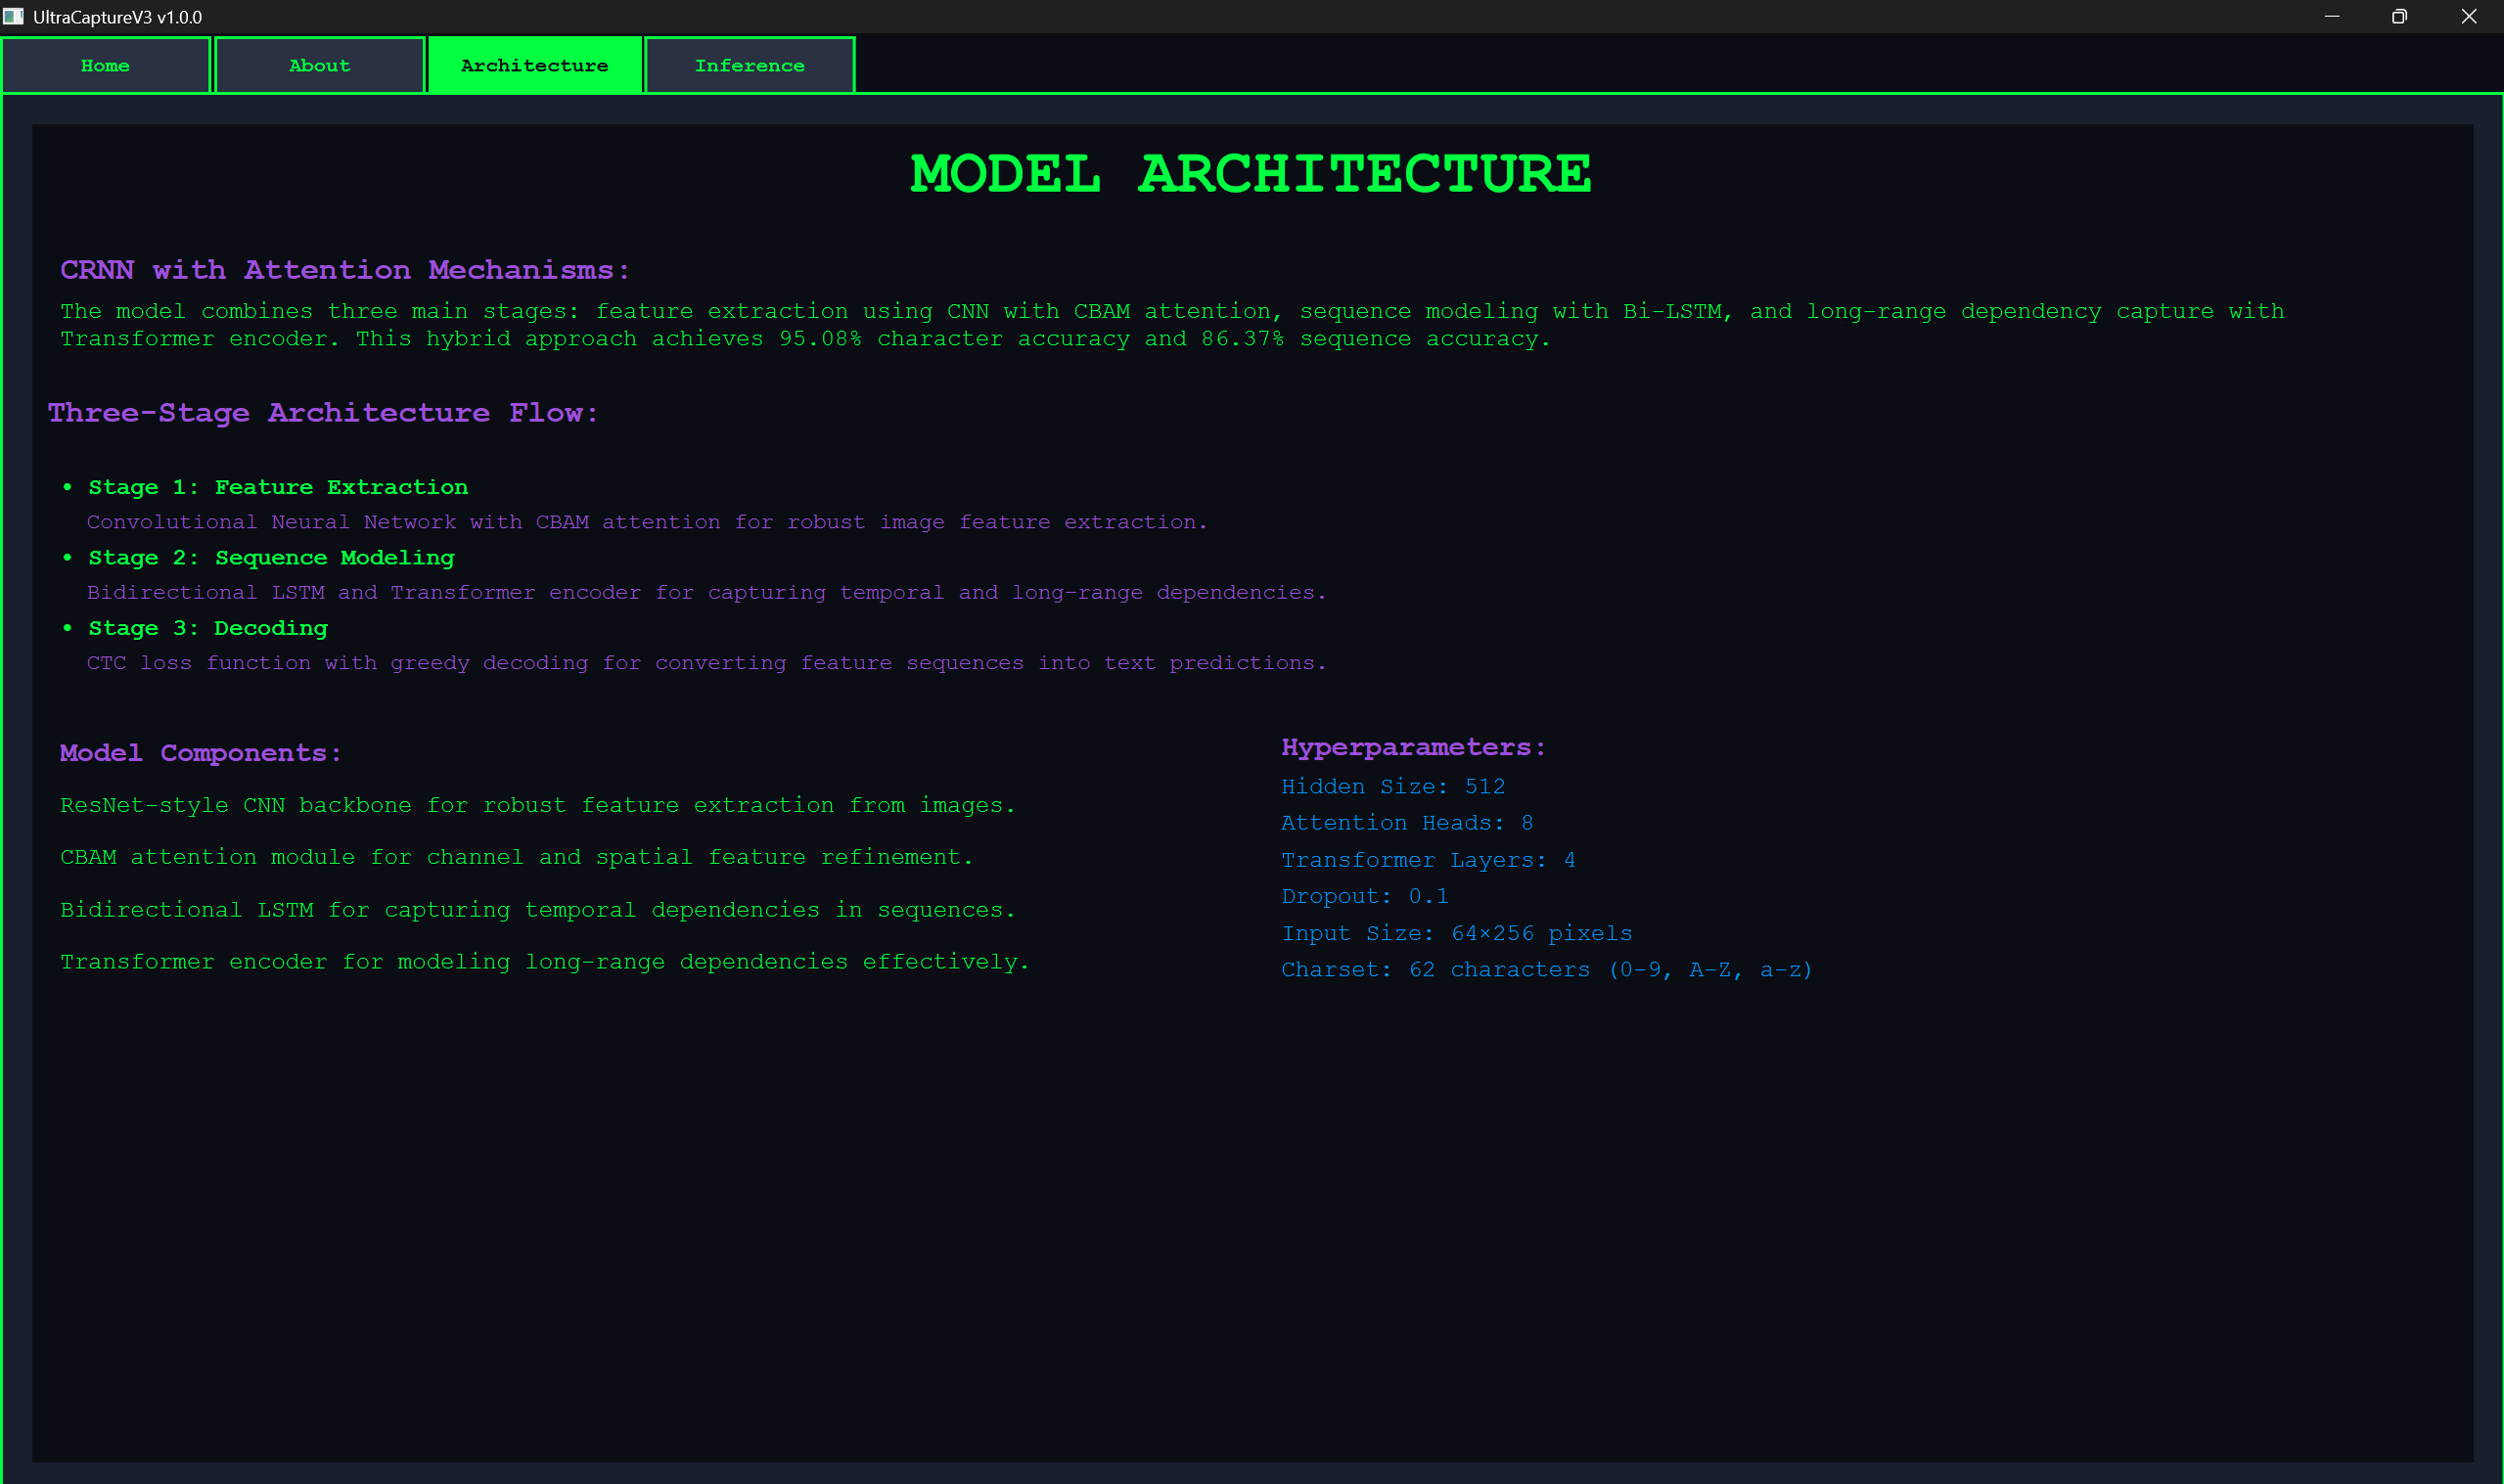 UltraCaptureV3 v1.0.0
Home
About
Architecture
Inference
MODEL ARCHITECTURE
CRNN with Attention Mechanisms:
The model combines three main stages: feature extraction using CNN with CBAM attention, sequence modeling with Bi-LSTM, and long-range dependency capture with
Transformer encoder. This hybrid approach achieves 95.08% character accuracy and 86.37% sequence accuracy.
Three-Stage Architecture Flow:
• Stage 1: Feature Extraction
Convolutional Neural Network with CBAM attention for robust image feature extraction.
• Stage 2: Sequence Modeling
Bidirectional LSTM and Transformer encoder for capturing temporal and long-range dependencies.
• Stage 3: Decoding
CTC loss function with greedy decoding for converting feature sequences into text predictions.
Model Components:
ResNet-style CNN backbone for robust feature extraction from images.
CBAM attention module for channel and spatial feature refinement.
Bidirectional LSTM for capturing temporal dependencies in sequences.
Transformer encoder for modeling long-range dependencies effectively.
Hyperparameters:
Hidden Size: 512
Attention Heads: 8
Transformer Layers: 4
Dropout: 0.1
Input Size: 64×256 pixels
Charset: 62 characters (0-9, A-Z, a-z)